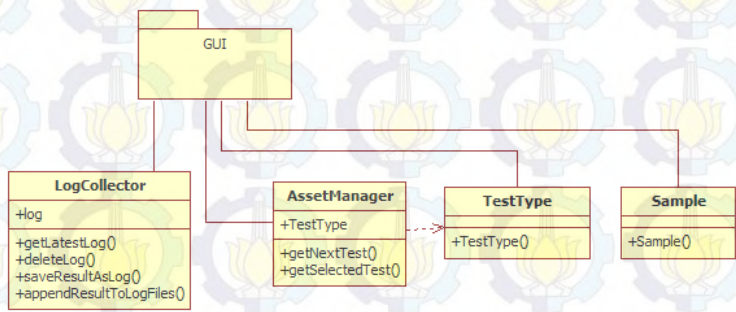 GUI
LogCollector
+log
+getLatestLog()
+deleteLog()
+saveResultAsLog()
+appendResultToLogFiles()
AssetManager
+TestType
+getNextTest()
+getSelectedTest()
TestType
+TestType()
Sample
+Sample()